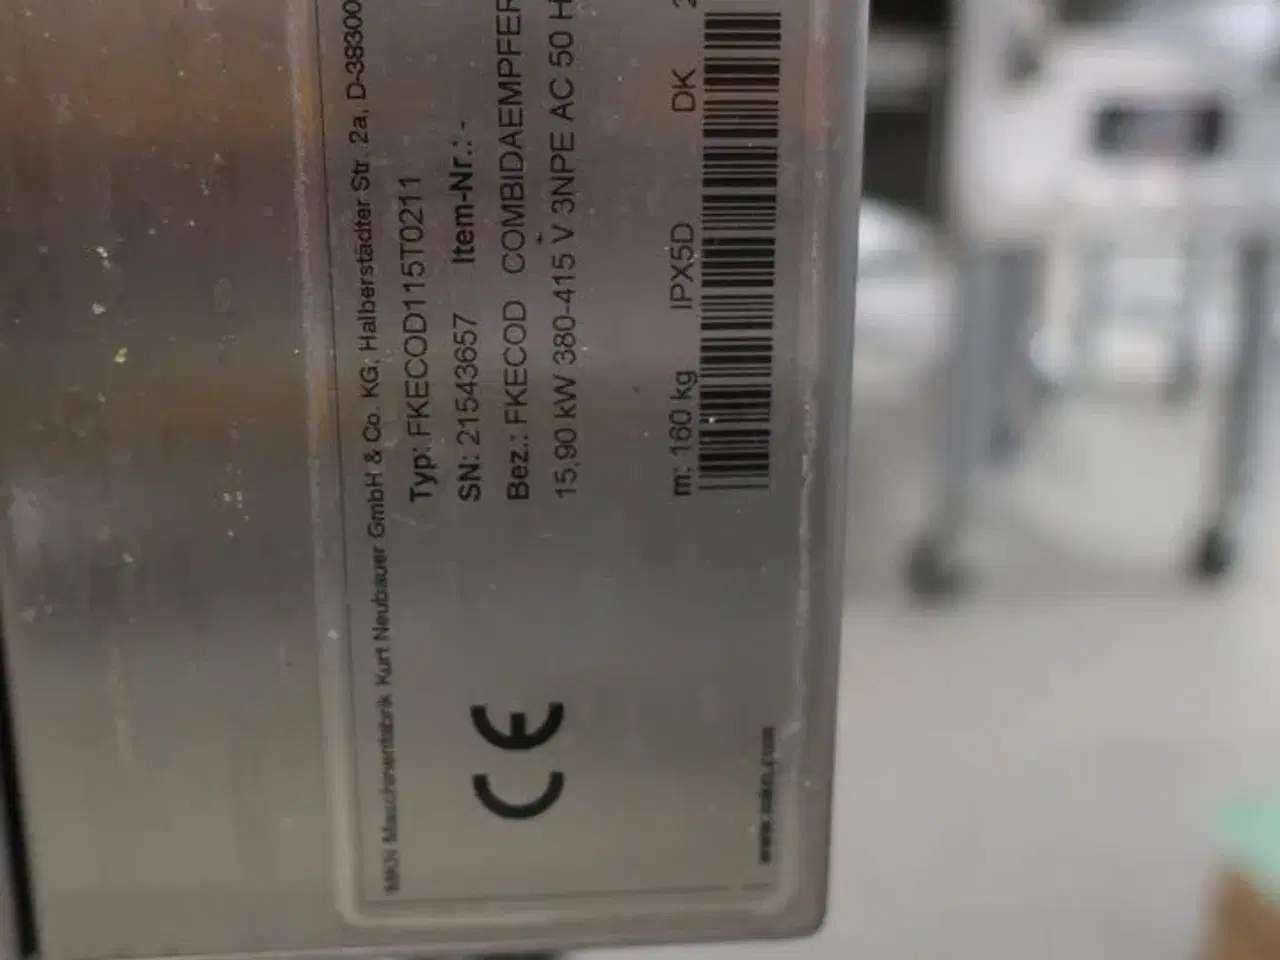 MKN Maschinenfabrik Kurt Neubauer GmbH & Co. KG, Halberstädter Str. 2a, D-38300
Typ: FKECOD115T0211
SN: 21543657 Item-Nr.: -
Bez.: FKECOD COMBIDAEMPFER
15,90 kW 380-415 V 3NPE AC 50 H
m: 160 kg IPX5D DK 2
CE
www.mkn.com